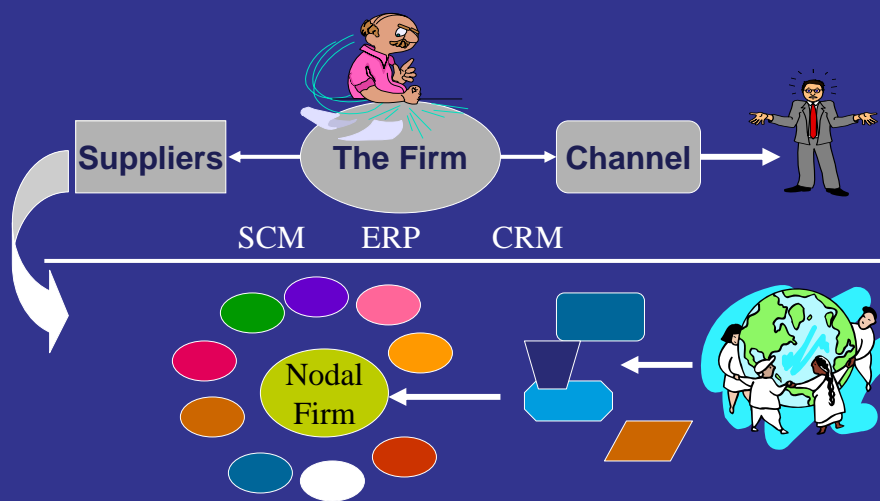 Suppliers
The Firm
Channel
SCM
ERP
CRM
Nodal
Firm